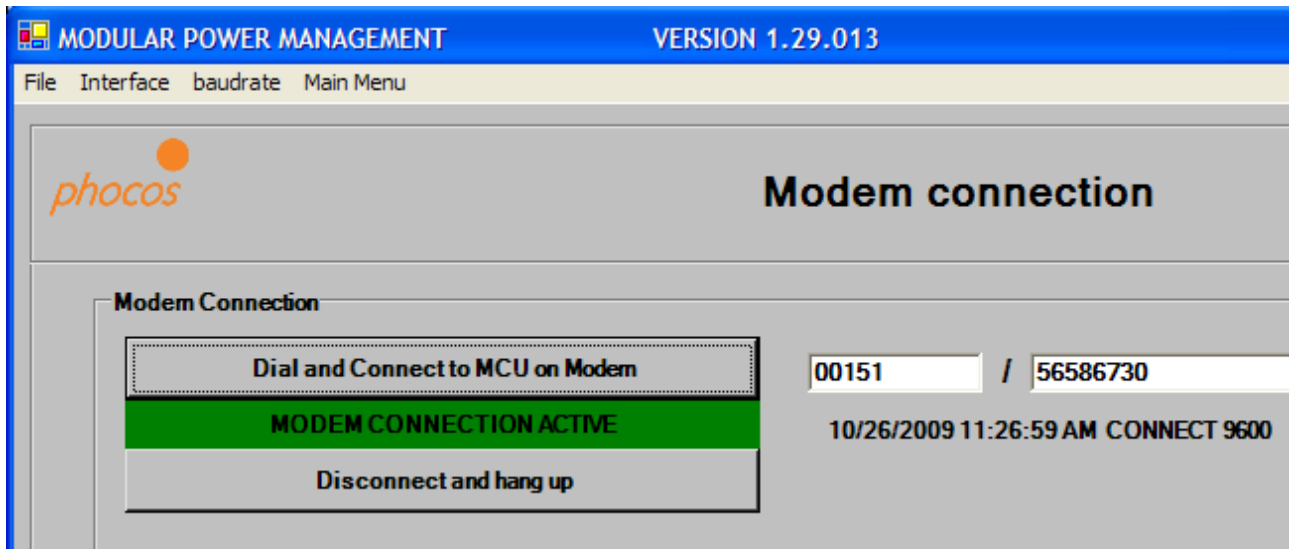 MODULAR POWER MANAGEMENT VERSION 1.29.013
File Interface baudrate Main Menu
phocos
Modem connection
Modem Connection
Dial and Connect to MCU on Modem
00151 / 56586730
MODEM CONNECTION ACTIVE
10/26/2009 11:26:59 AM CONNECT 9600
Disconnect and hang up